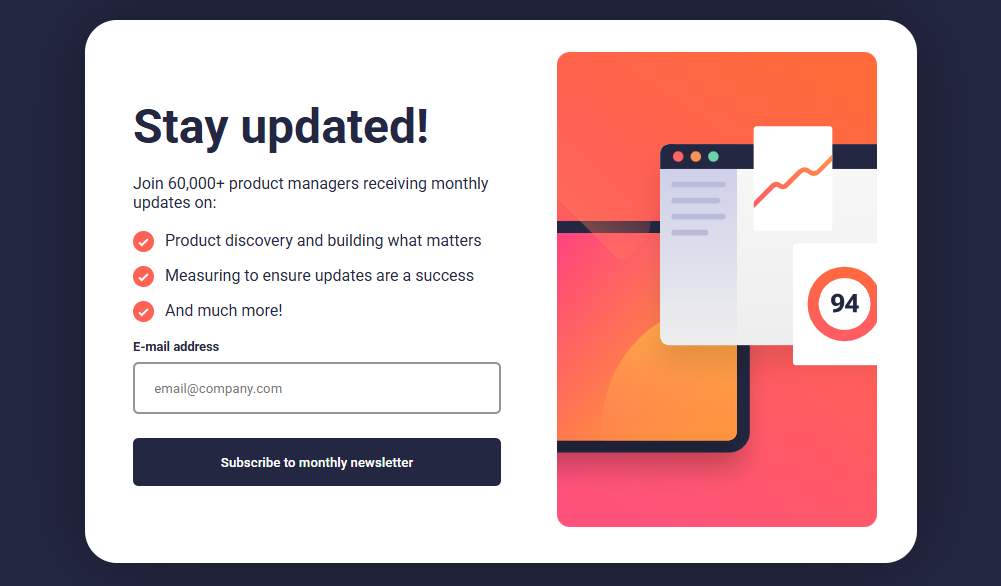 Stay updated!
Join 60,000+ product managers receiving monthly
updates on:
Product discovery and building what matters
Measuring to ensure updates are a success
And much more!
E-mail address
email@company.com
Subscribe to monthly newsletter
94